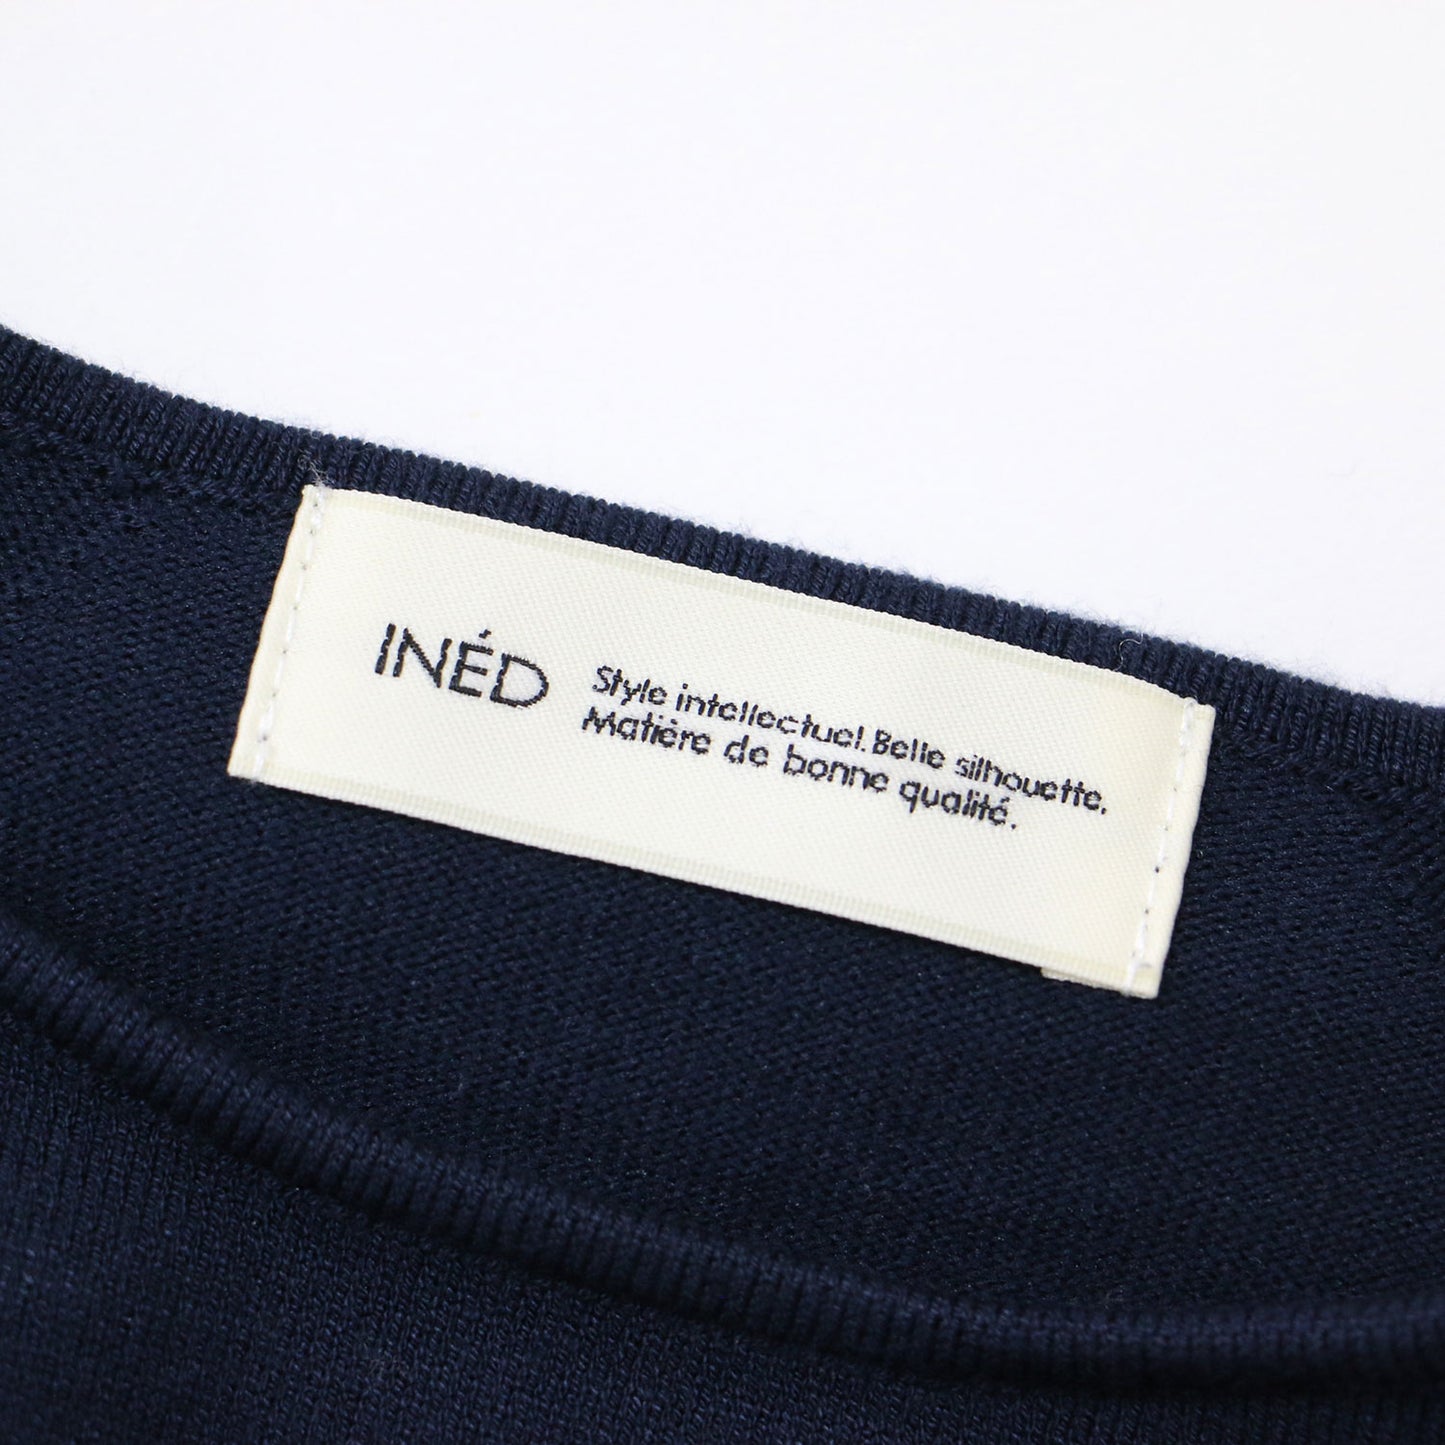 INÉD
Style intellectuel. Belle silhouette.
Matière de bonne qualité.